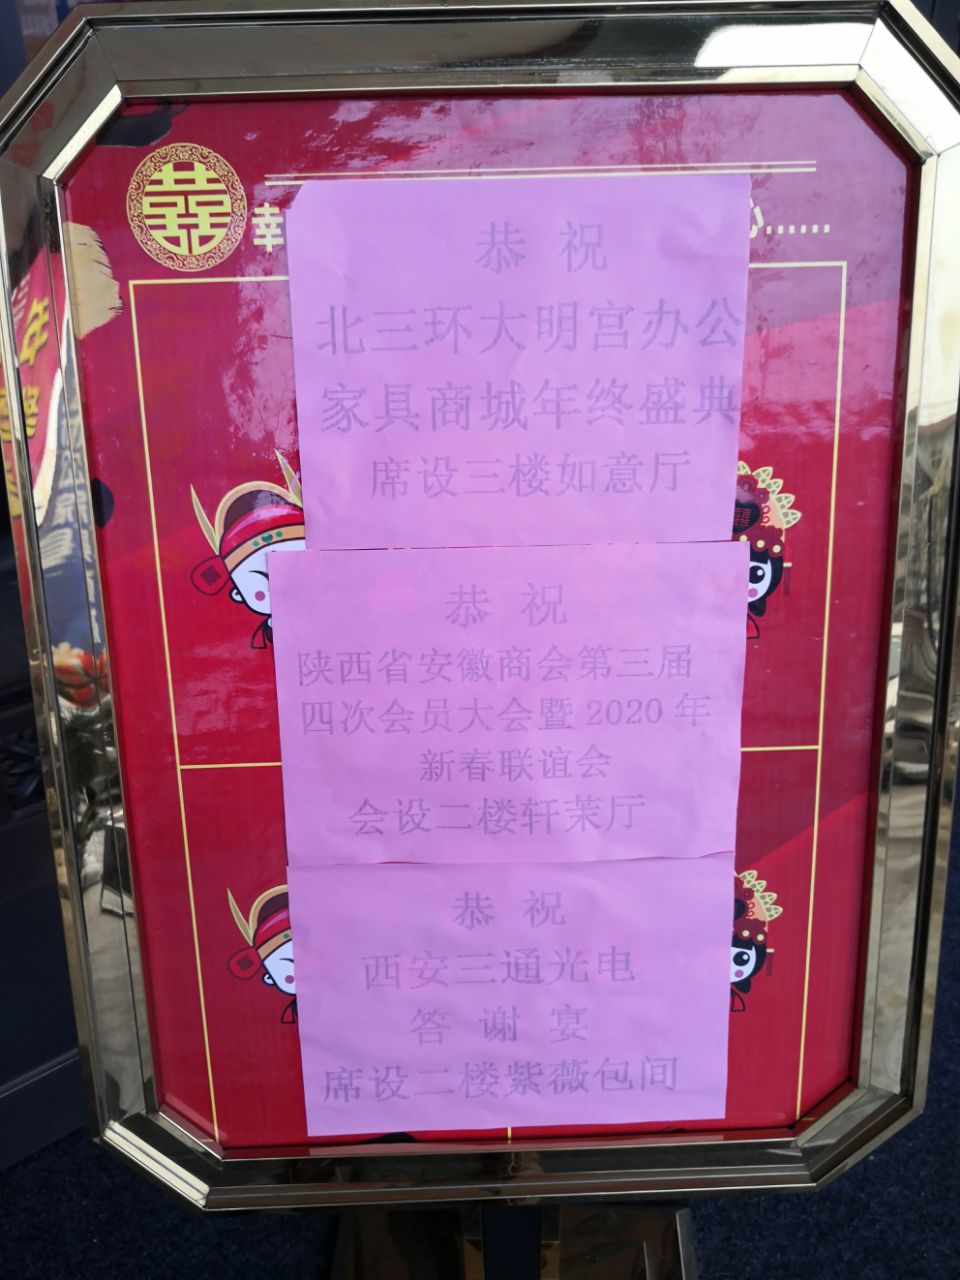 囍
幸
心......
恭 祝
北三环大明宫办公
家具商城年终盛典
席设三楼如意厅
恭 祝
陕西省安徽商会第三届
四次会员大会暨 2020 年
新春联谊会
会设二楼轩茉厅
恭 祝
西安三通光电
答 谢 宴
席设二楼紫薇包间